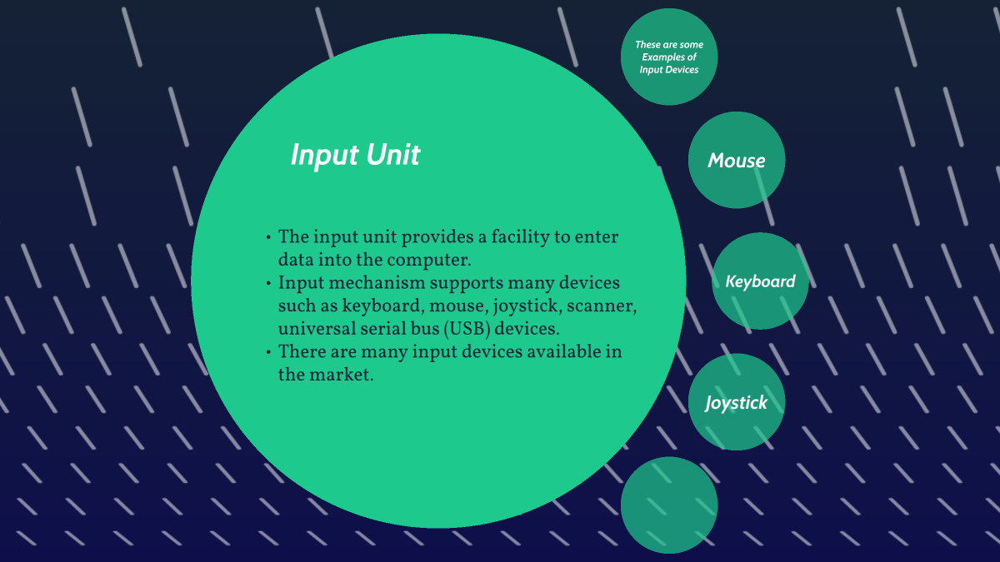 Input Unit
• The input unit provides a facility to enter
data into the computer.
• Input mechanism supports many devices
such as keyboard, mouse, joystick, scanner,
universal serial bus (USB) devices.
• There are many input devices available in
the market.
These are some
Examples of
Input Devices
Mouse
Keyboard
Joystick